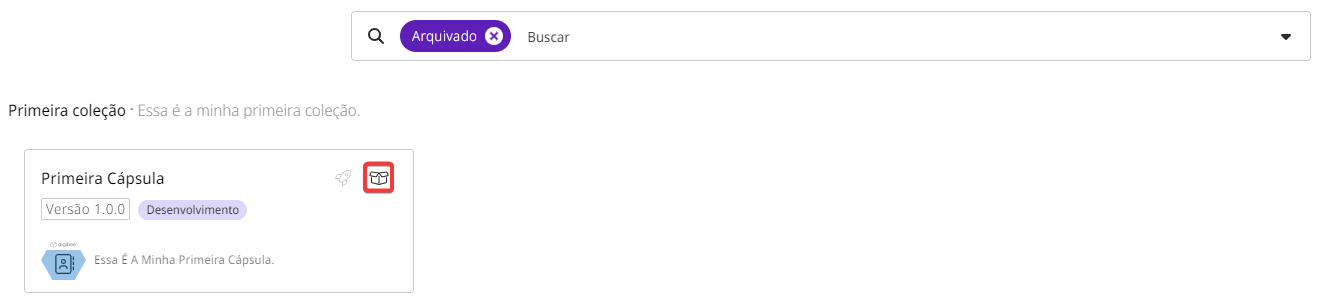 Arquivado Buscar
Primeira coleção · Essa é a minha primeira coleção.
Primeira Cápsula
Versão 1.0.0 Desenvolvimento
digibee
Essa É A Minha Primeira Cápsula.